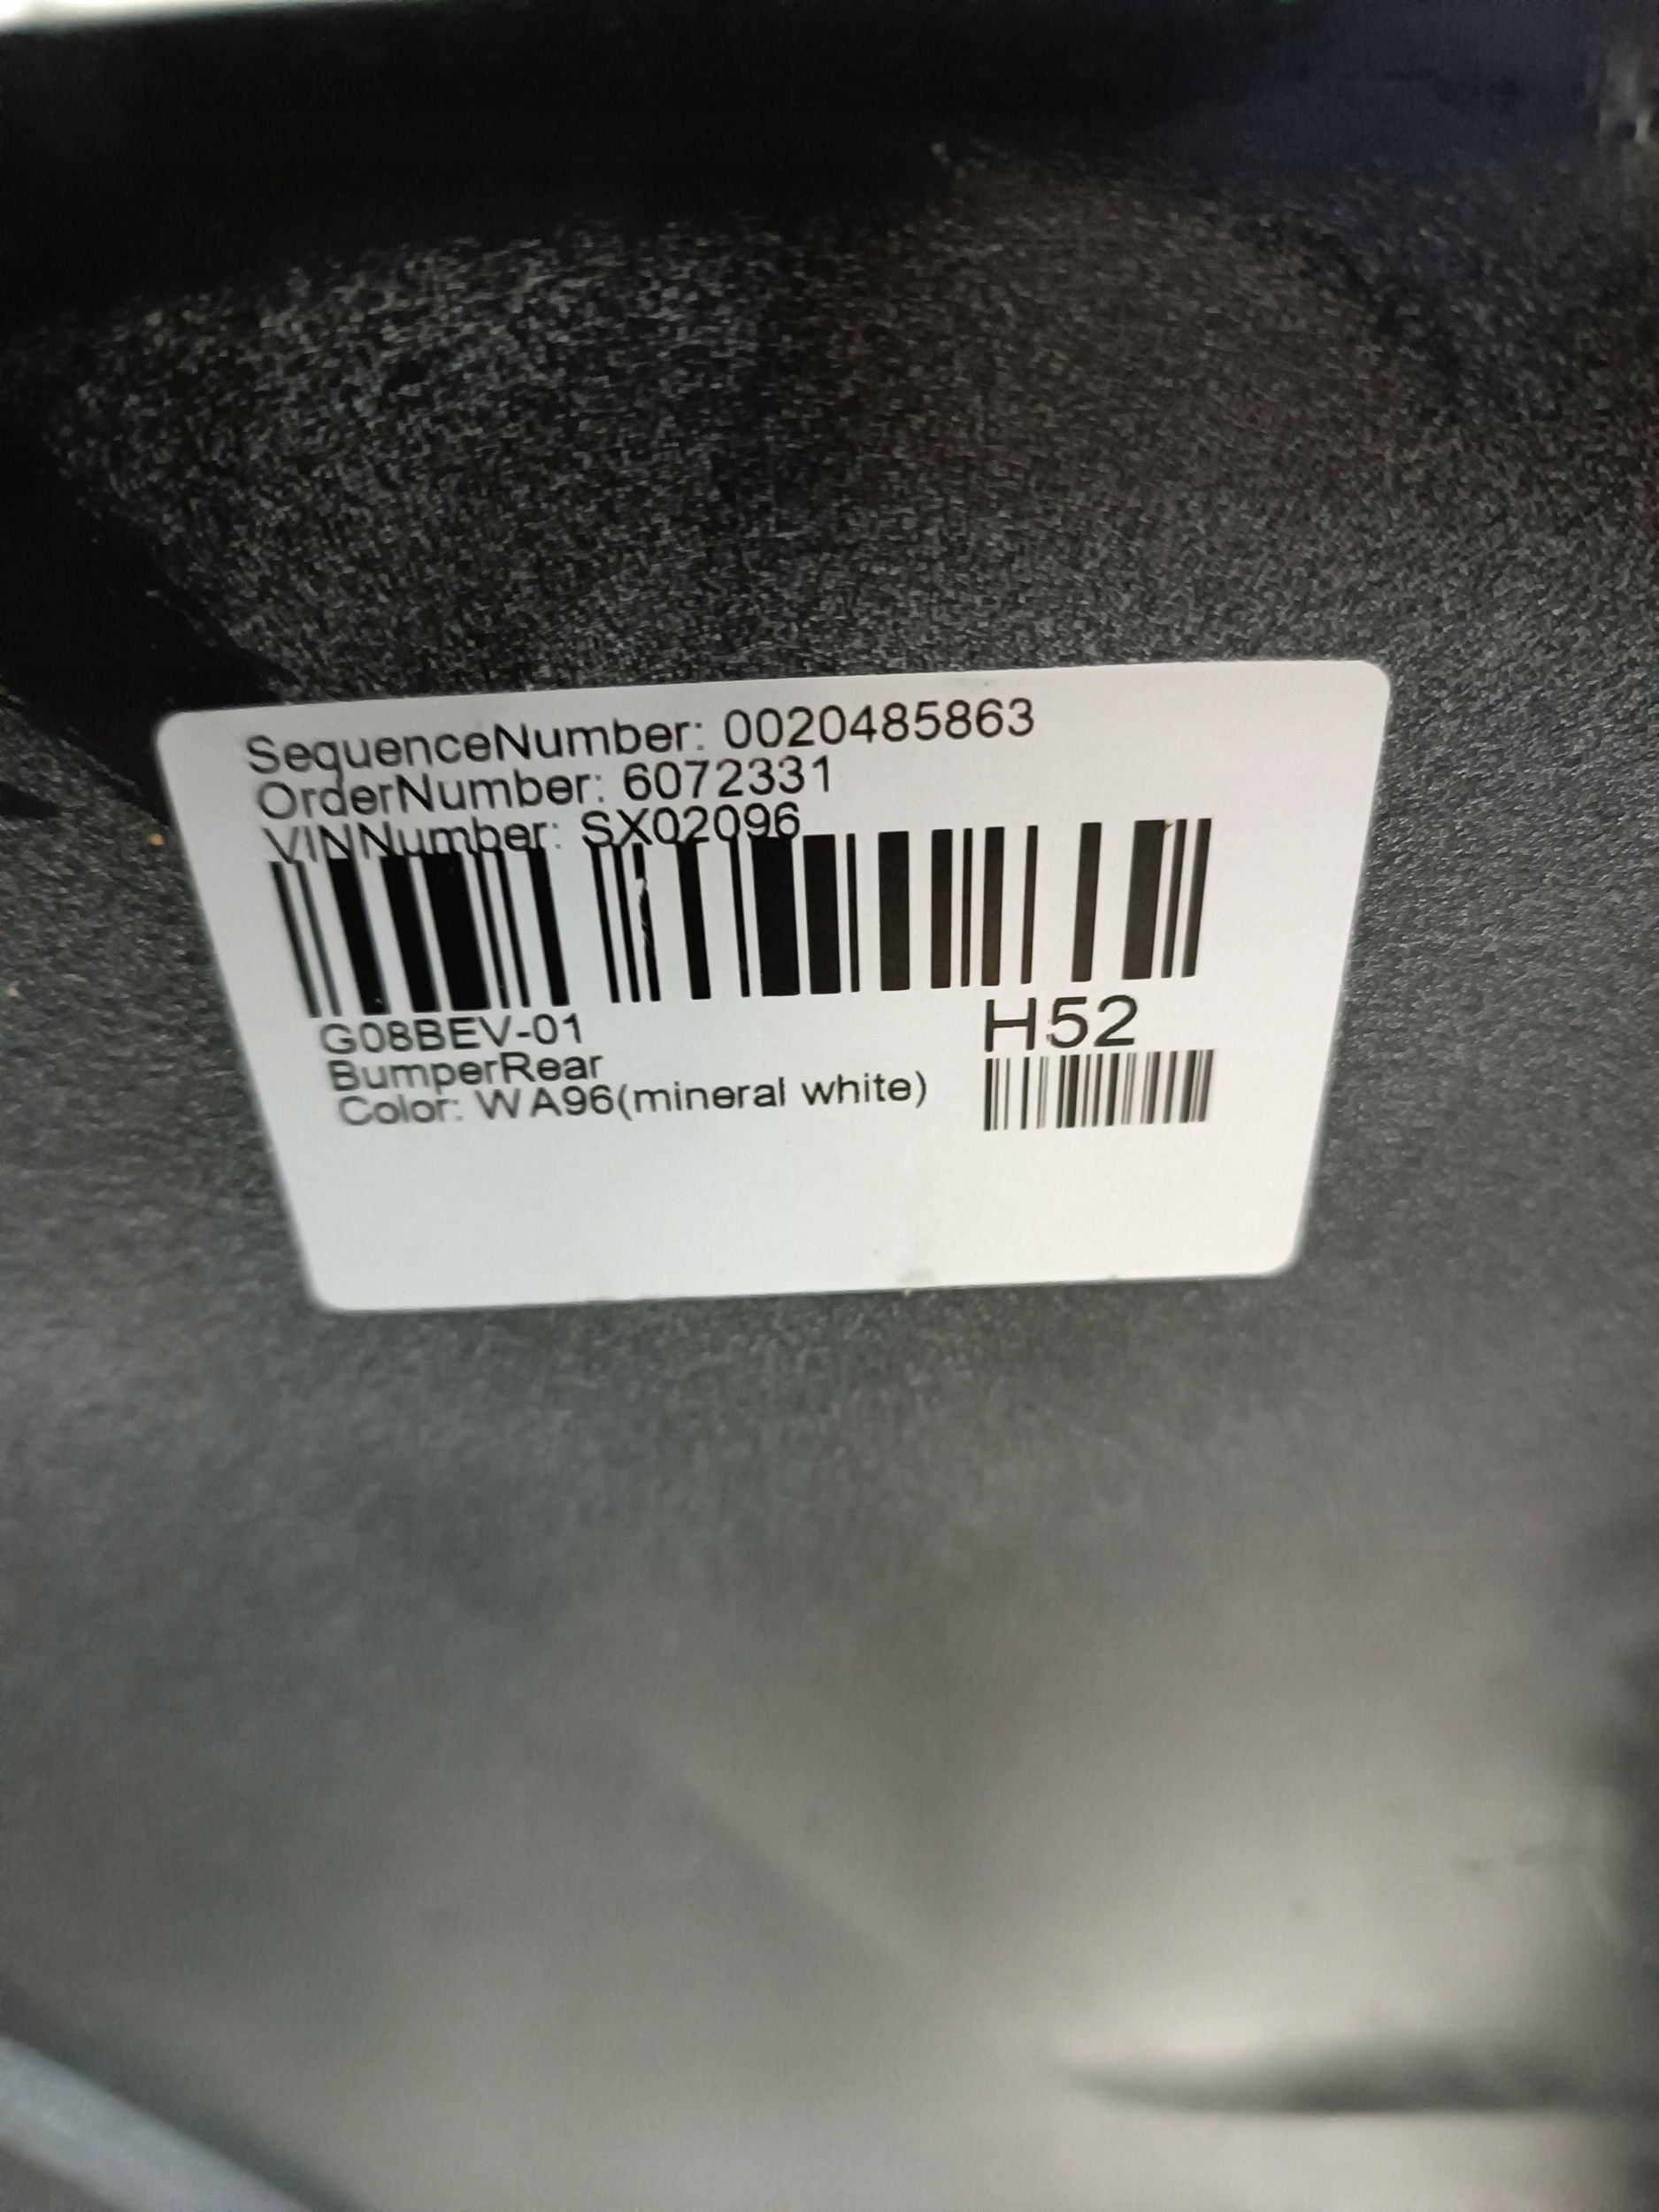 SequenceNumber: 0020485863
OrderNumber: 6072331
VINNumber: SX02096
G08BEV-01
H52
BumperRear
Color: WA96(mineral white)